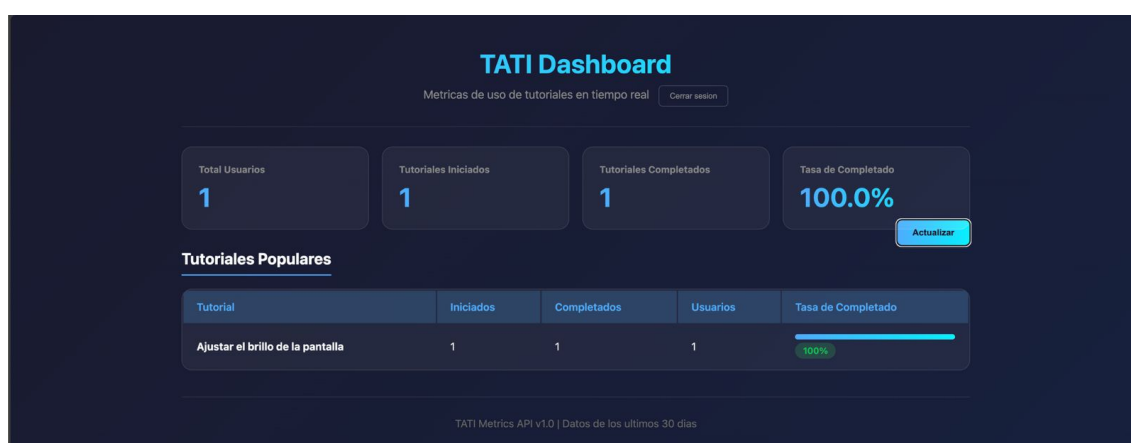 TATI Dashboard
Metricas de uso de tutoriales en tiempo real Cerrar sesion
Total Usuarios
1
Tutoriales Iniciados
1
Tutoriales Completados
1
Tasa de Completado
100.0%
Actualizar
Tutoriales Populares
Tutorial Iniciados Completados Usuarios Tasa de Completado
Ajustar el brillo de la pantalla 1 1 1 100%
TATI Metrics API v1.0 | Datos de los ultimos 30 dias